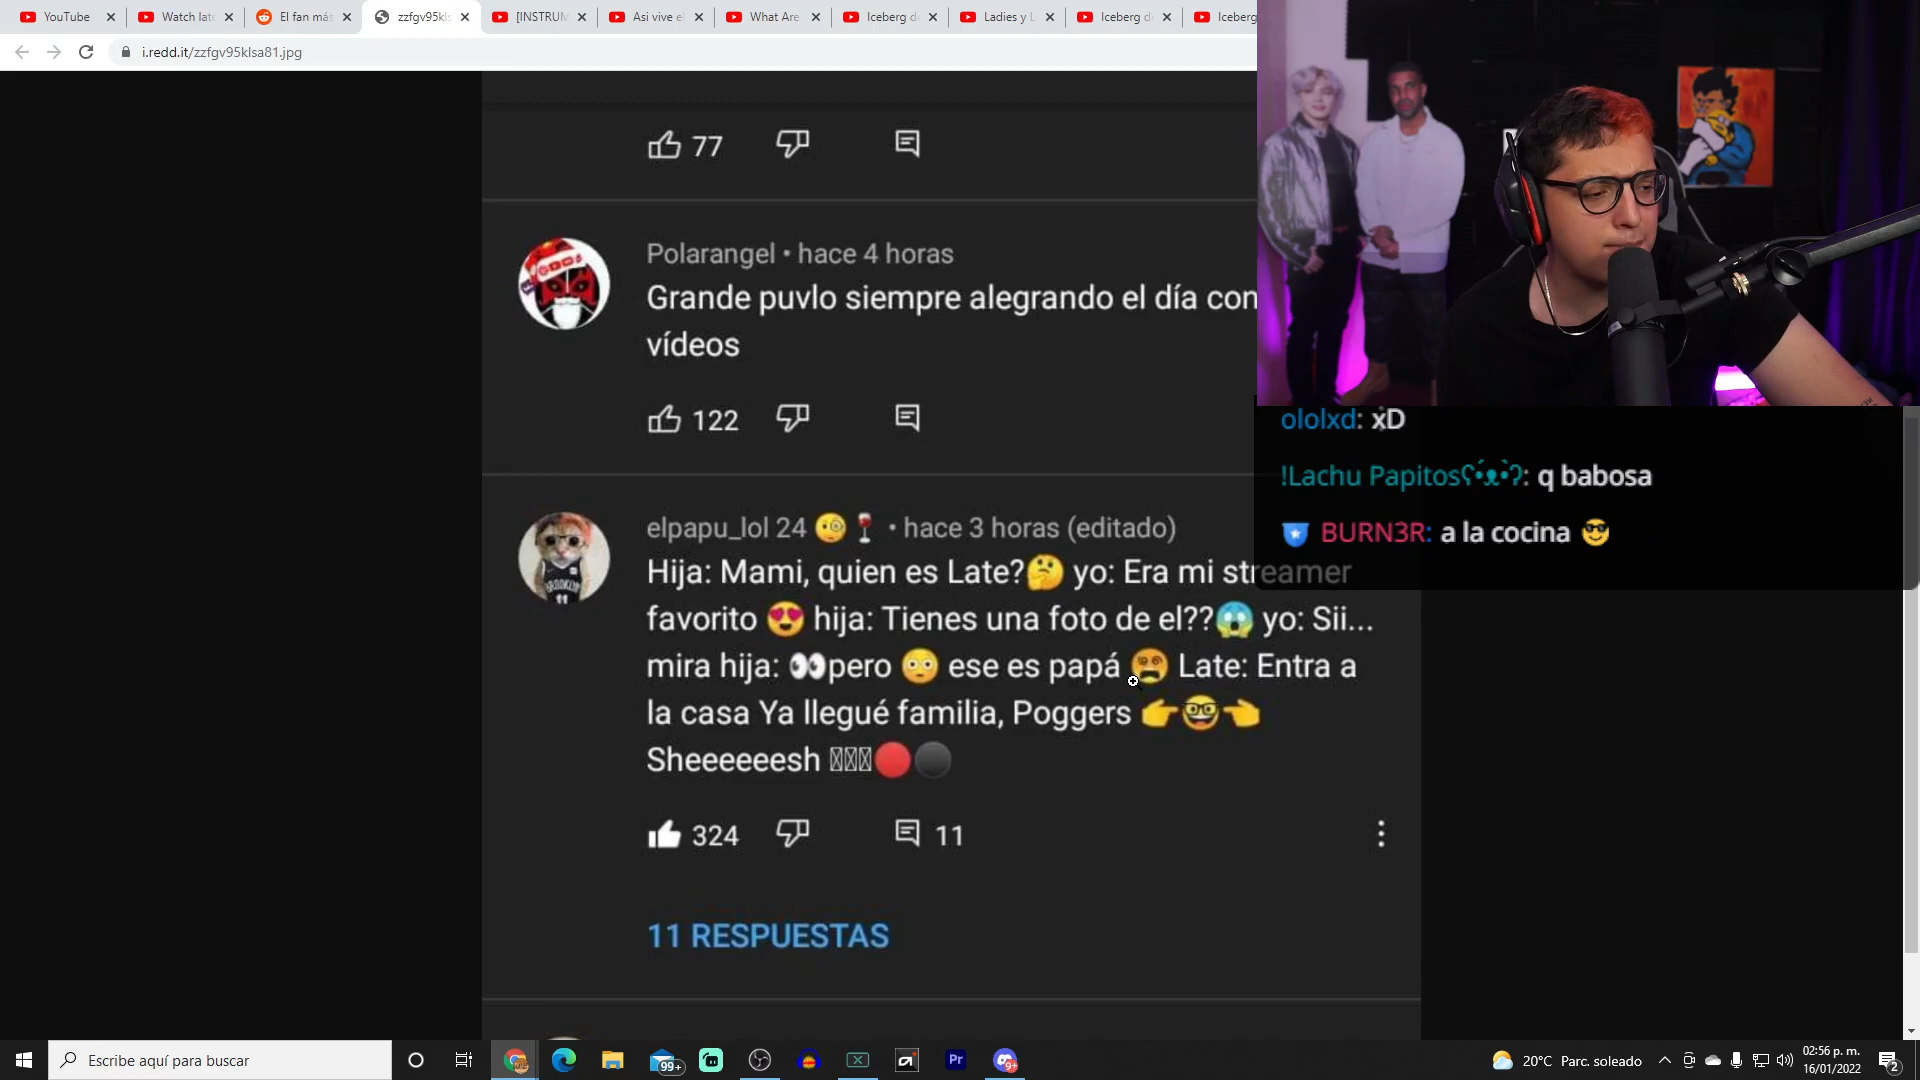 YouTube
Watch late
El fan más
zzfgv95kls
[INSTRUM
Asi vive e
What Are
Iceberg d
Ladies y L
Iceberg d
Iceberg
i.redd.it/zzfgv95klsa81.jpg
77
Polarangel • hace 4 horas
Grande puvlo siempre alegrando el día con
vídeos
122
elpapu_lol 24 🧐🍷 • hace 3 horas (editado)
Hija: Mami, quien es Late?🤔 yo: Era mi streamer
favorito 😍 hija: Tienes una foto de el??😱 yo: Sii...
mira hija: 👀pero 😳 ese es papá 😵 Late: Entra a
la casa Ya llegué familia, Poggers 👉🤓👈
Sheeeeeesh 🔴⚫
324
11
11 RESPUESTAS
ololxd: xD
!Lachu Papitosʕ•́ᴥ•̀ʔ: q babosa
BURN3R: a la cocina 😎
Escribe aquí para buscar
99+
Pr
9+
20°C Parc. soleado
02:56 p. m.
16/01/2022
2